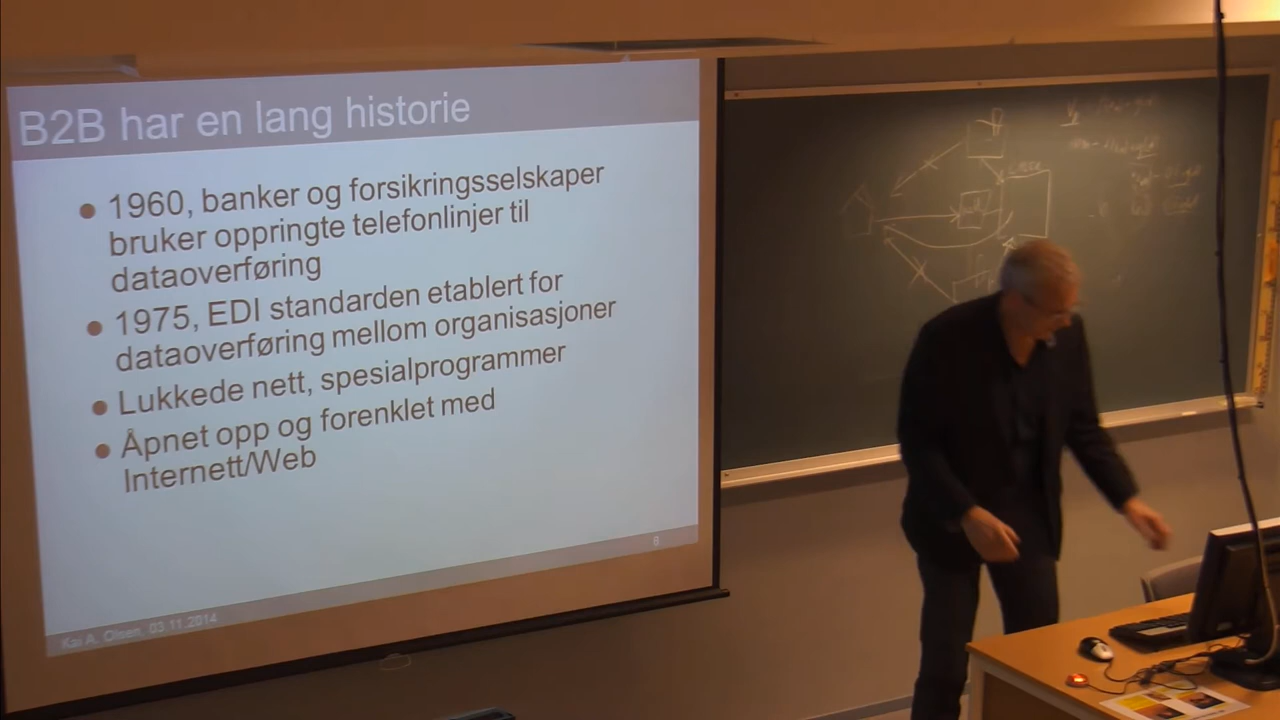 B2B har en lang historie
1960, banker og forsikringsselskaper
bruker oppringte telefonlinjer til
dataoverføring
1975, EDI standarden etablert for
dataoverføring mellom organisasjoner
Lukkede nett, spesialprogrammer
Åpnet opp og forenklet med
Internett/Web
6
Kai A. Olsen, 03.11.2014